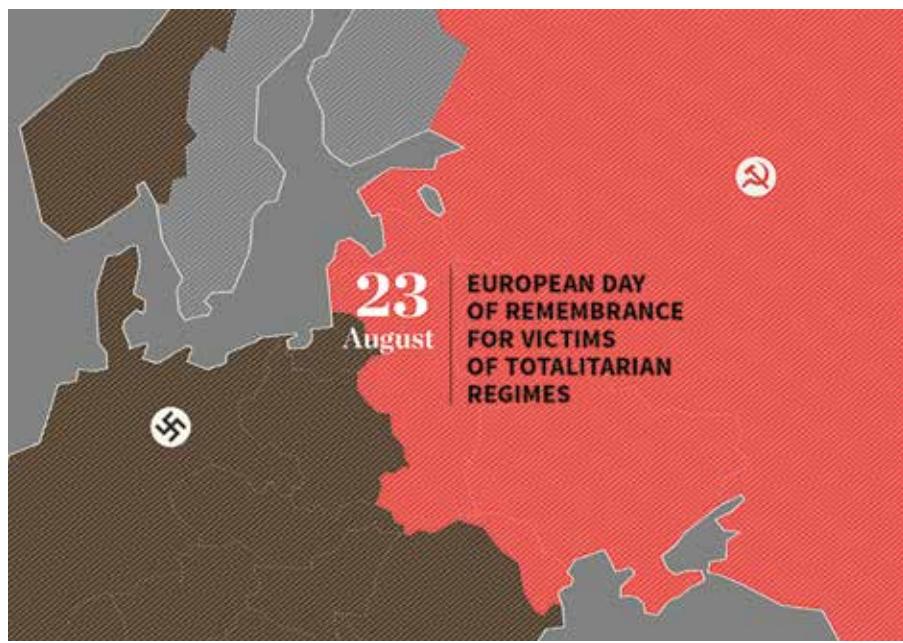 23
August
EUROPEAN DAY
OF REMEMBRANCE
FOR VICTIMS
OF TOTALITARIAN
REGIMES